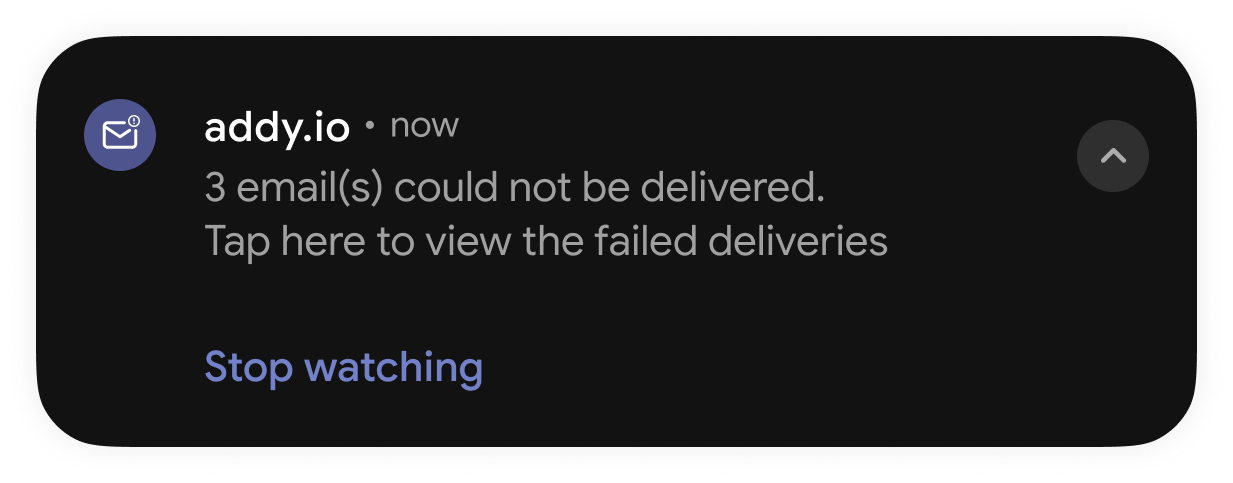 addy.io • now
3 email(s) could not be delivered.
Tap here to view the failed deliveries
Stop watching